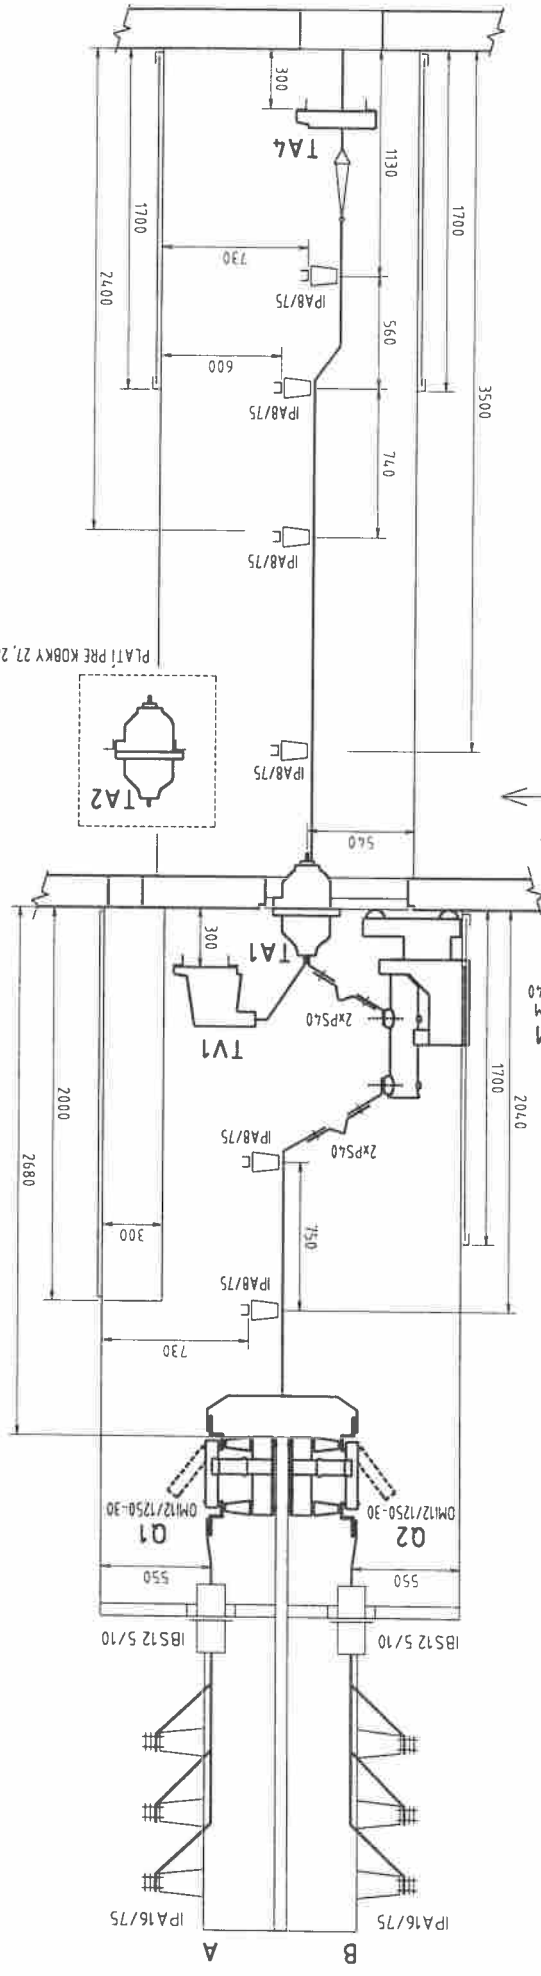 B
A
IPA16/75
IPA16/75
IBS12 5/10
IBS12 5/10
550
550
Q2
Q1
OMI12/1250-30
OMI12/1250-30
730
IPA8/75
750
300
IPA8/75
2040
2000
2680
1700
2xPS40
2xPS40
TV1
TA1
300
540
TA2
PLATÍ PRE KOBKY 27, 2
IPA8/75
IPA8/75
740
3500
IPA8/75
600
560
IPA8/75
730
2400
1700
1700
1130
TA4
300